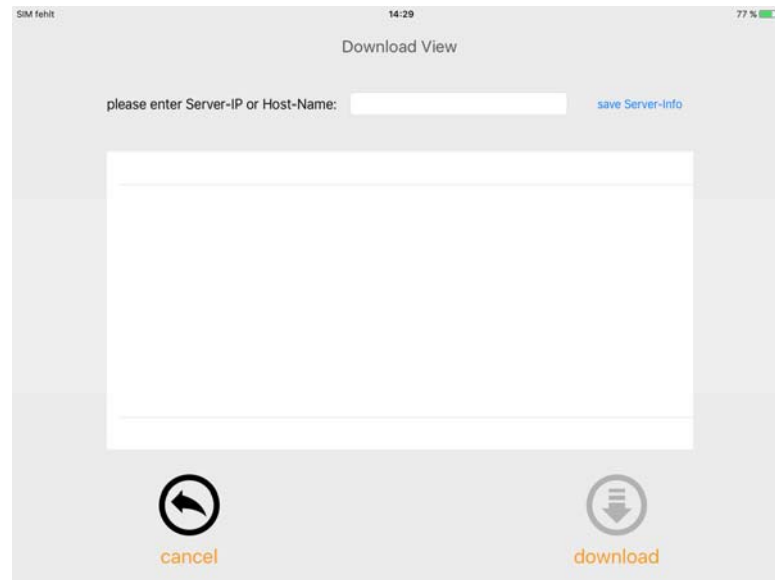 SIM fehlt 14:29 77 %
Download View
please enter Server-IP or Host-Name: save Server-Info
cancel download